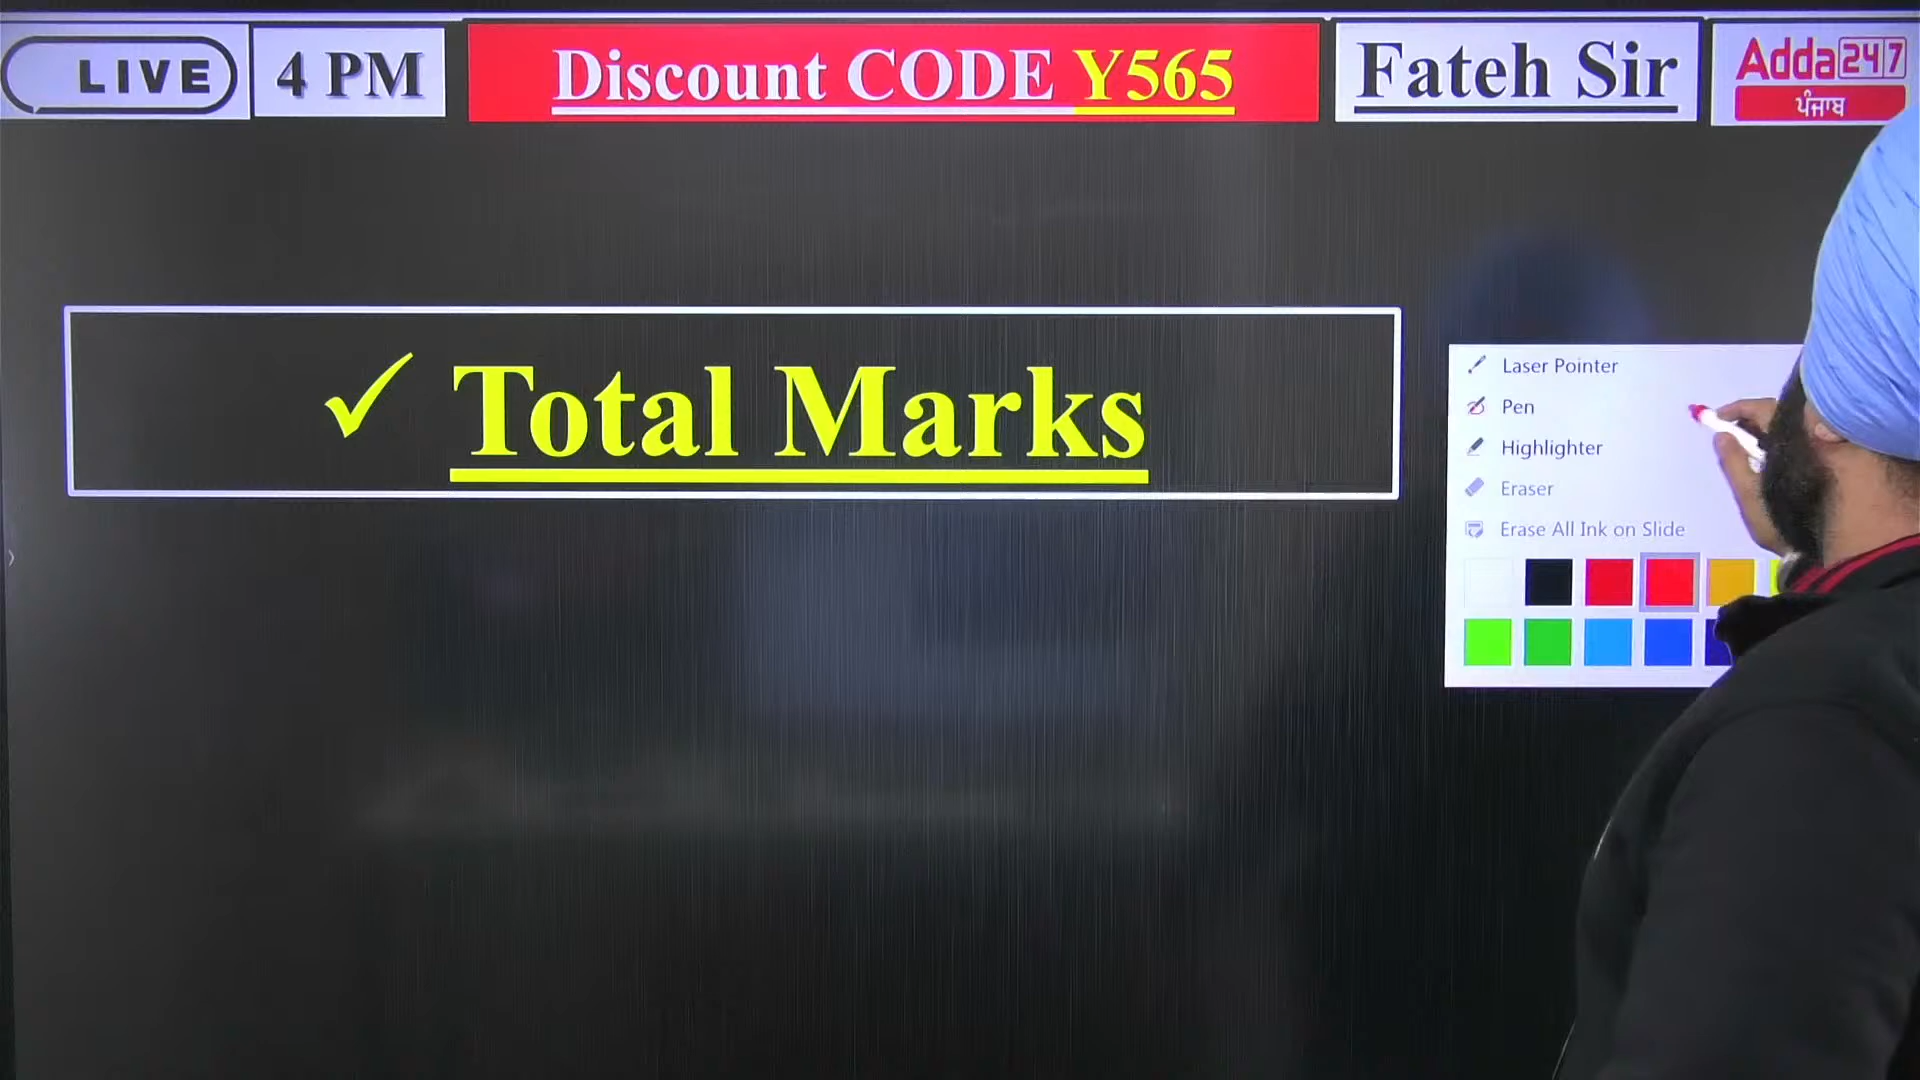 LIVE
4 PM
Discount CODE Y565
Fateh Sir
Adda247
ਪੰਜਾਬ
✓ Total Marks
Laser Pointer
Pen
Highlighter
Eraser
Erase All Ink on Slide